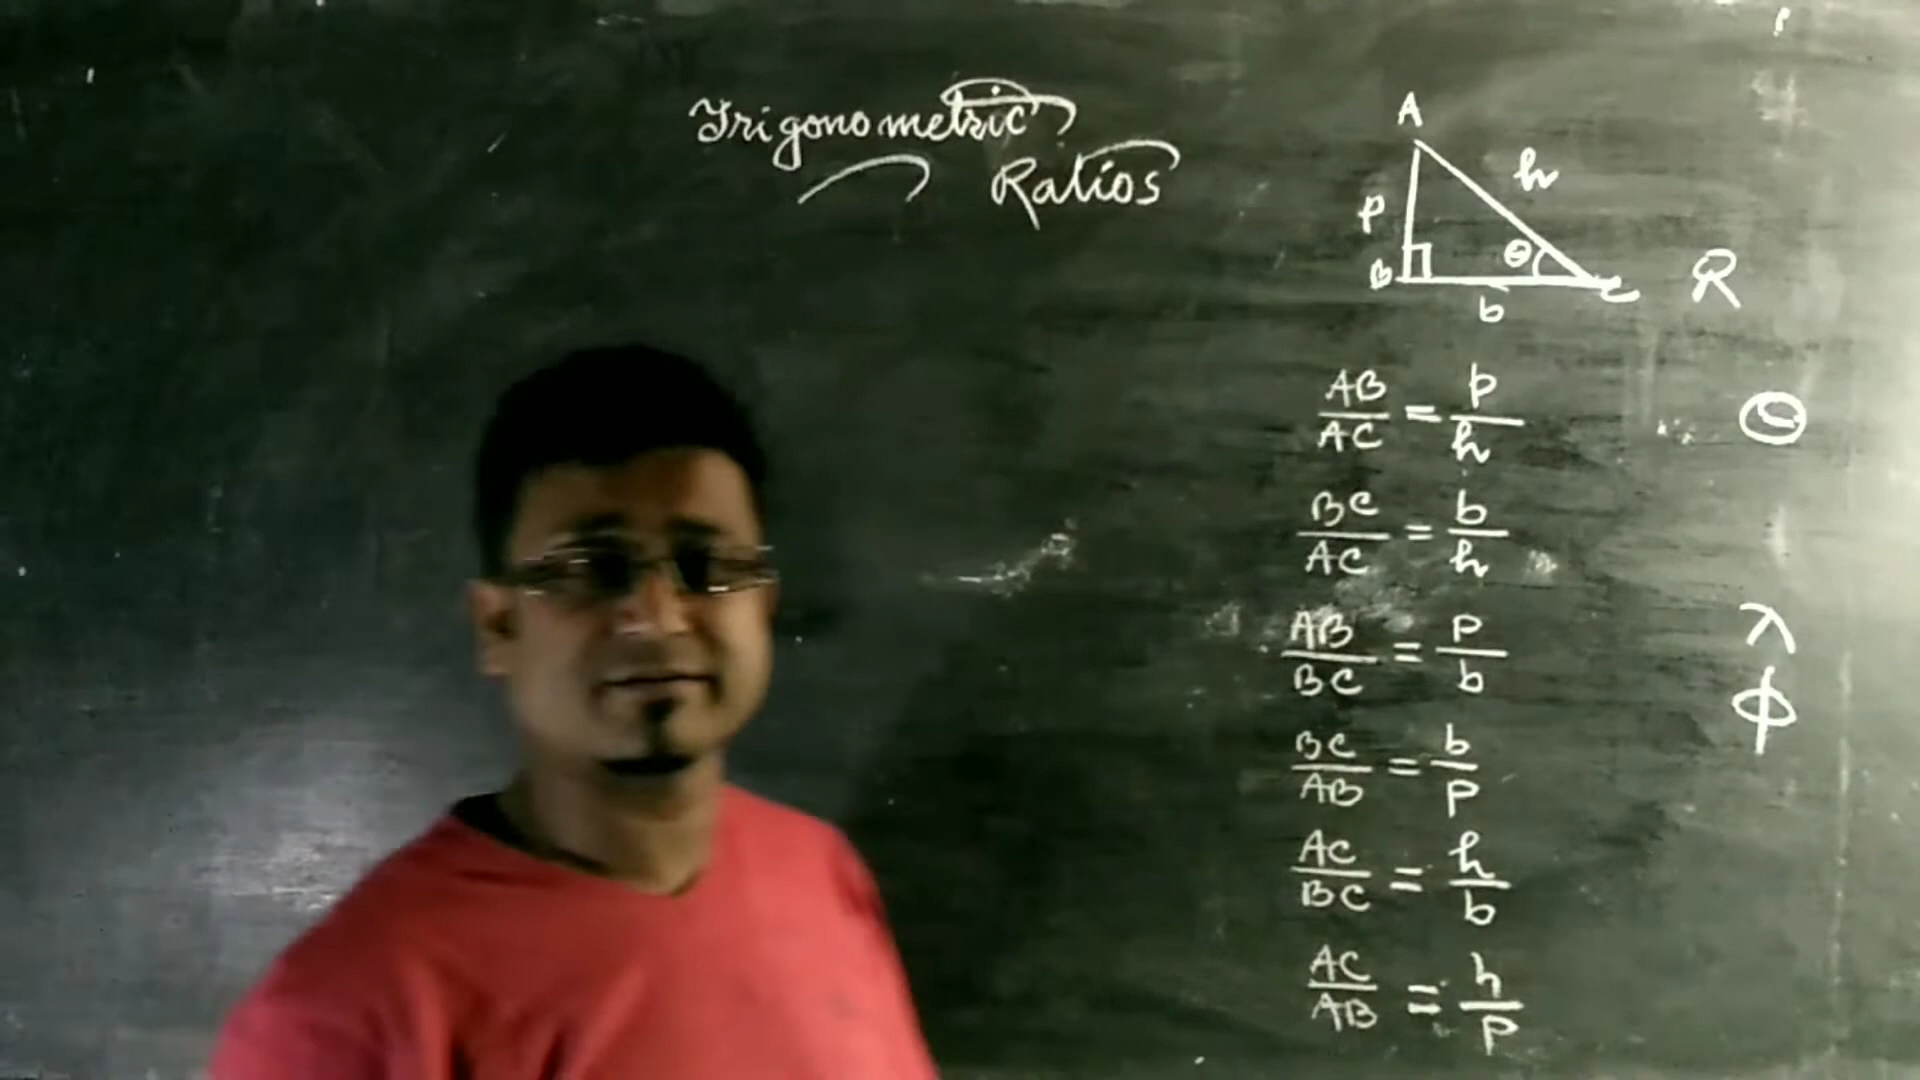 Trigonometric
Ratios
A
h
p
B
θ
C
b
R
AB/AC = p/h
θ
BC/AC = b/h
AB/BC = p/b
λ
ϕ
BC/AB = b/p
AC/BC = h/b
AC/AB = h/p